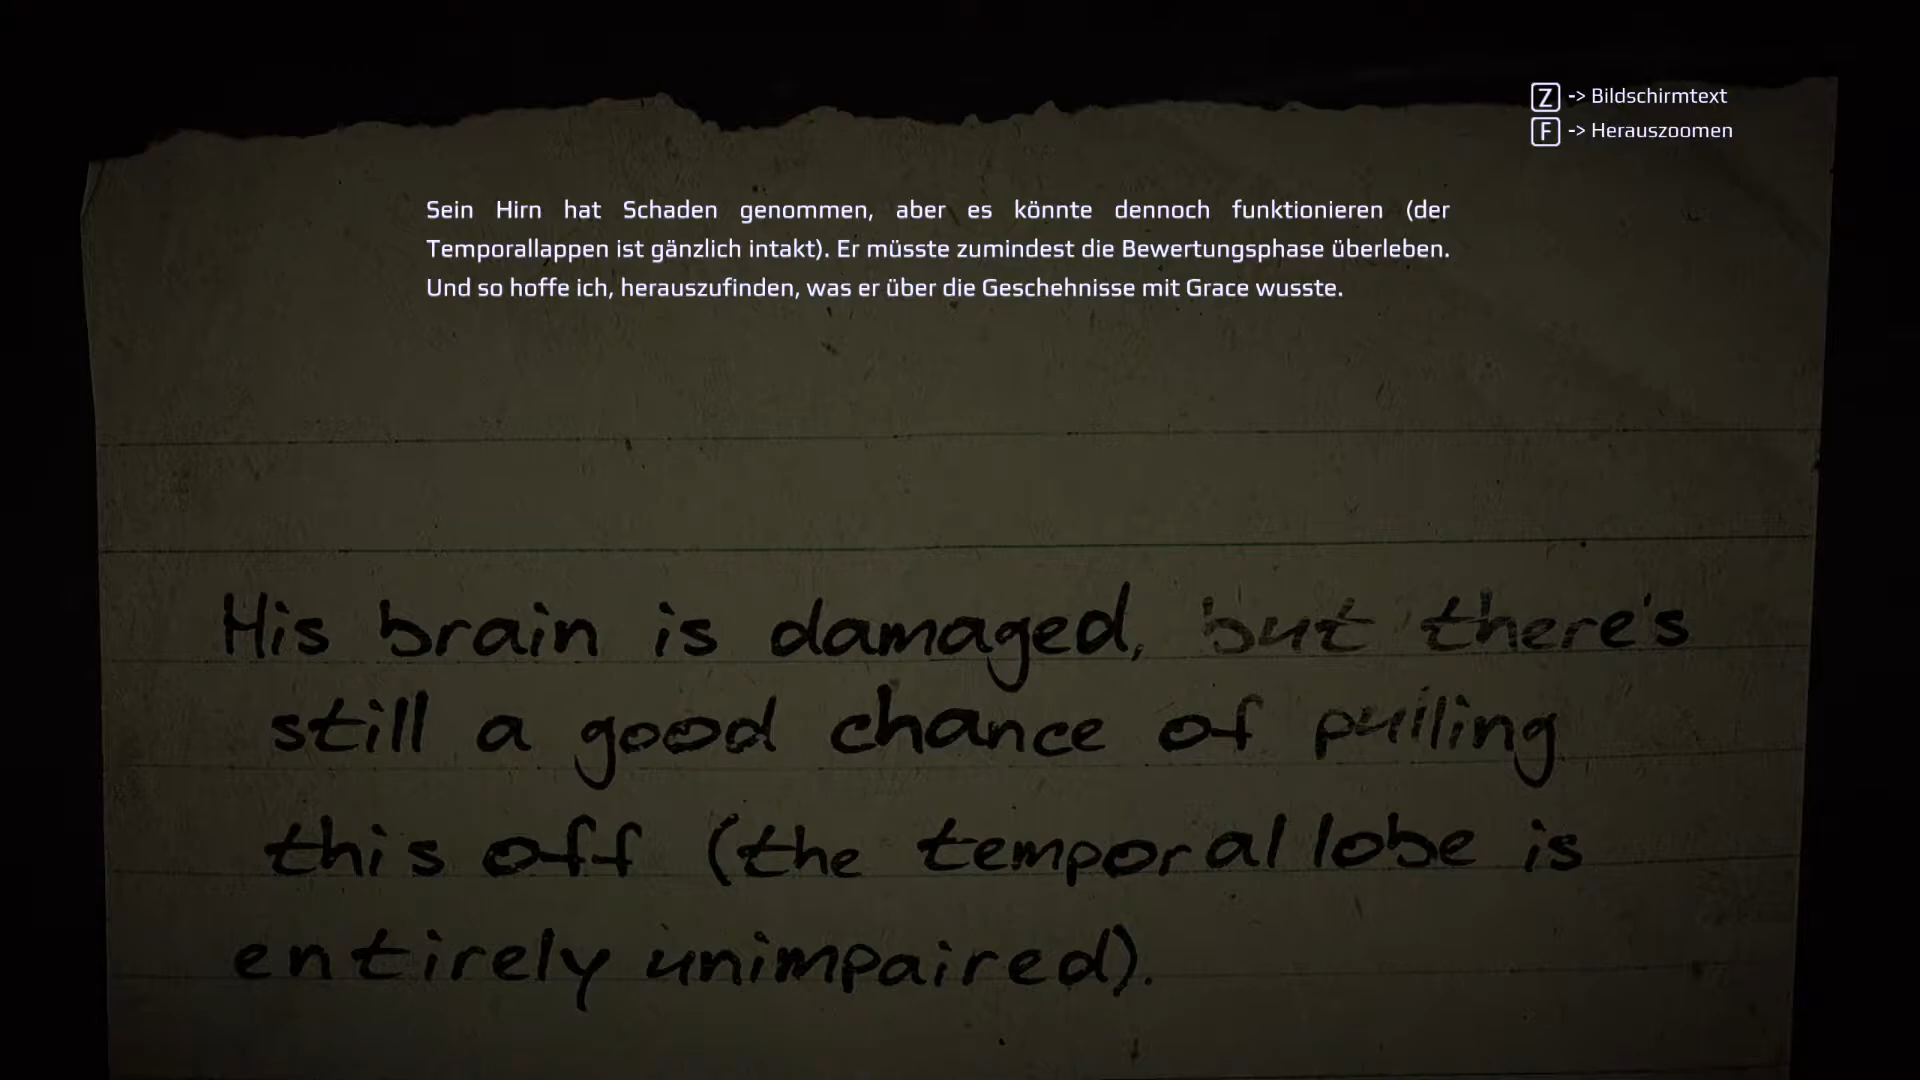 Z -> Bildschirmtext
F -> Herauszoomen
Sein Hirn hat Schaden genommen, aber es könnte dennoch funktionieren (der
Temporallappen ist gänzlich intakt). Er müsste zumindest die Bewertungsphase überleben.
Und so hoffe ich, herauszufinden, was er über die Geschehnisse mit Grace wusste.
His brain is damaged, but there's
still a good chance of pulling
this off (the temporal lobe is
entirely unimpaired).